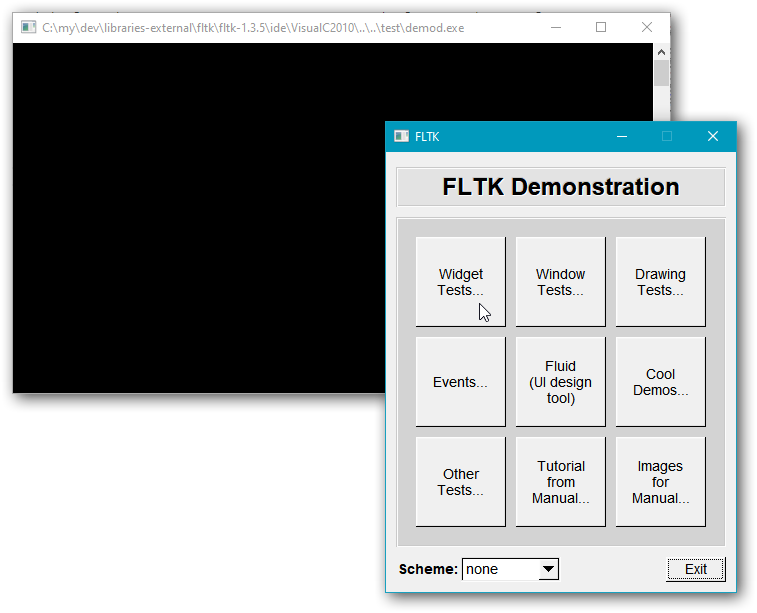 C:\my\dev\libraries-external\fltk\fltk-1.3.5\ide\VisualC2010\..\..\test\demod.exe
FLTK
FLTK Demonstration
Widget
Tests...
Window
Tests...
Drawing
Tests...
Events...
Fluid
(UI design
tool)
Cool
Demos...
Other
Tests...
Tutorial
from
Manual...
Images
for
Manual...
Scheme: none
Exit